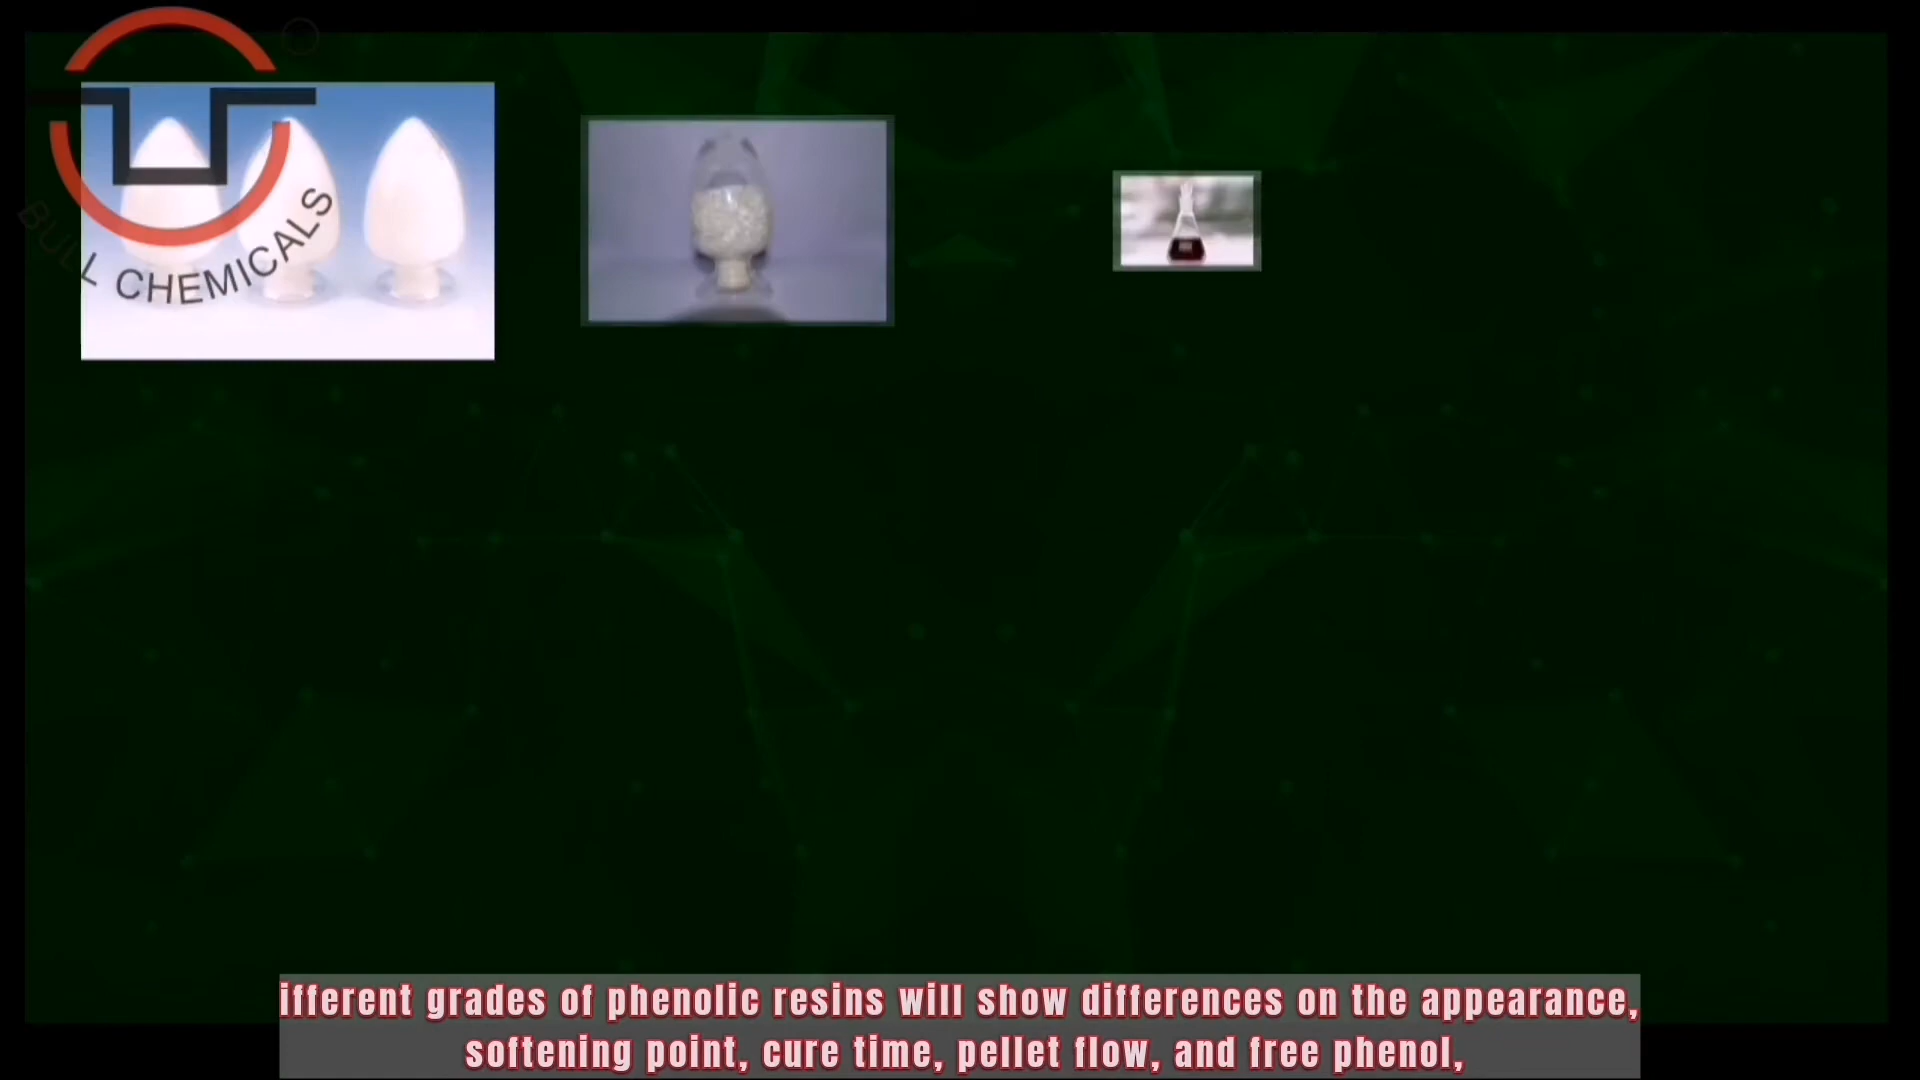 BULL CHEMICALS
ifferent grades of phenolic resins will show differences on the appearance,
softening point, cure time, pellet flow, and free phenol,